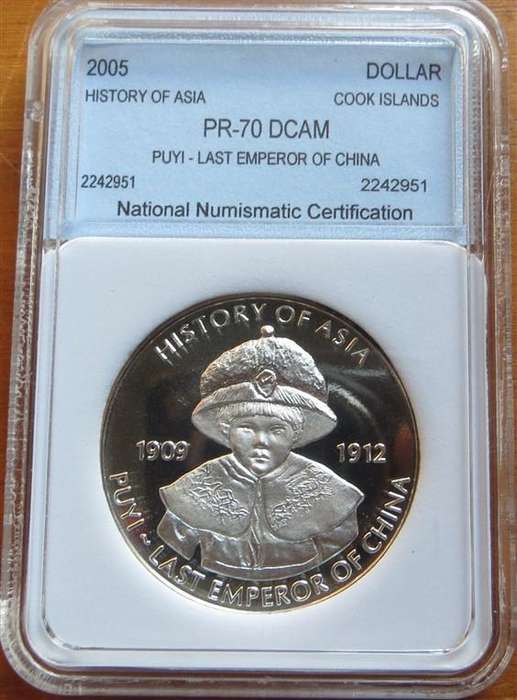 2005 DOLLAR
HISTORY OF ASIA COOK ISLANDS
PR-70 DCAM
PUYI - LAST EMPEROR OF CHINA
2242951 2242951
National Numismatic Certification
HISTORY OF ASIA
1909 1912
PUYI ~ LAST EMPEROR OF CHINA